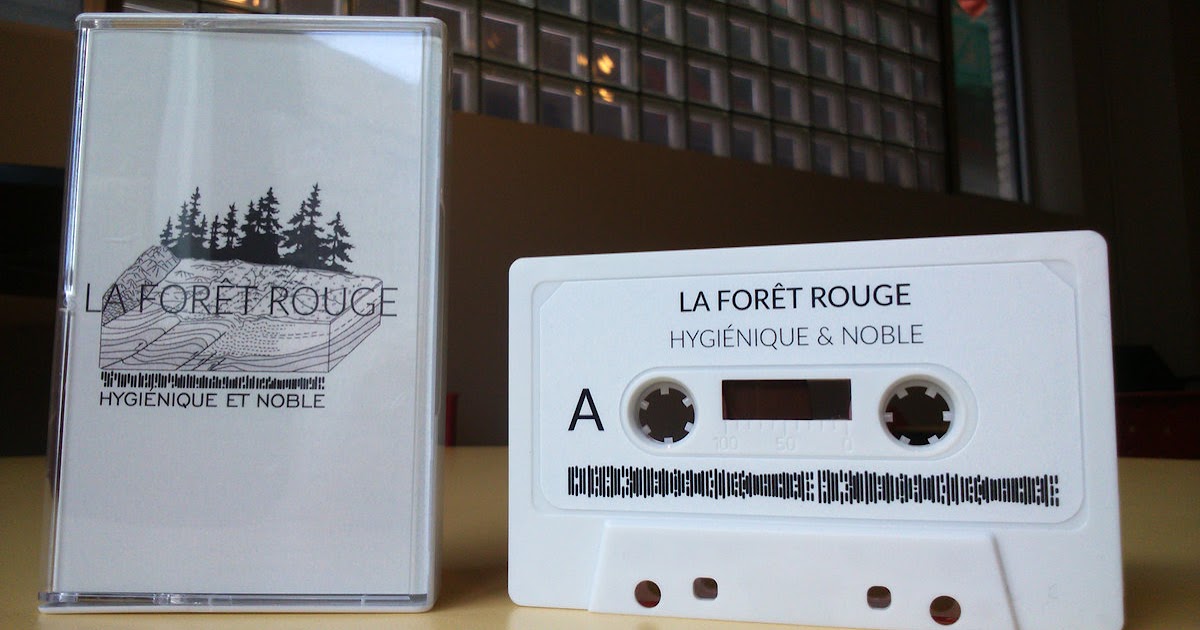 LA FORÊT ROUGE
HYGIÉNIQUE ET NOBLE
LA FORÊT ROUGE
HYGIÉNIQUE & NOBLE
A
100 50 0